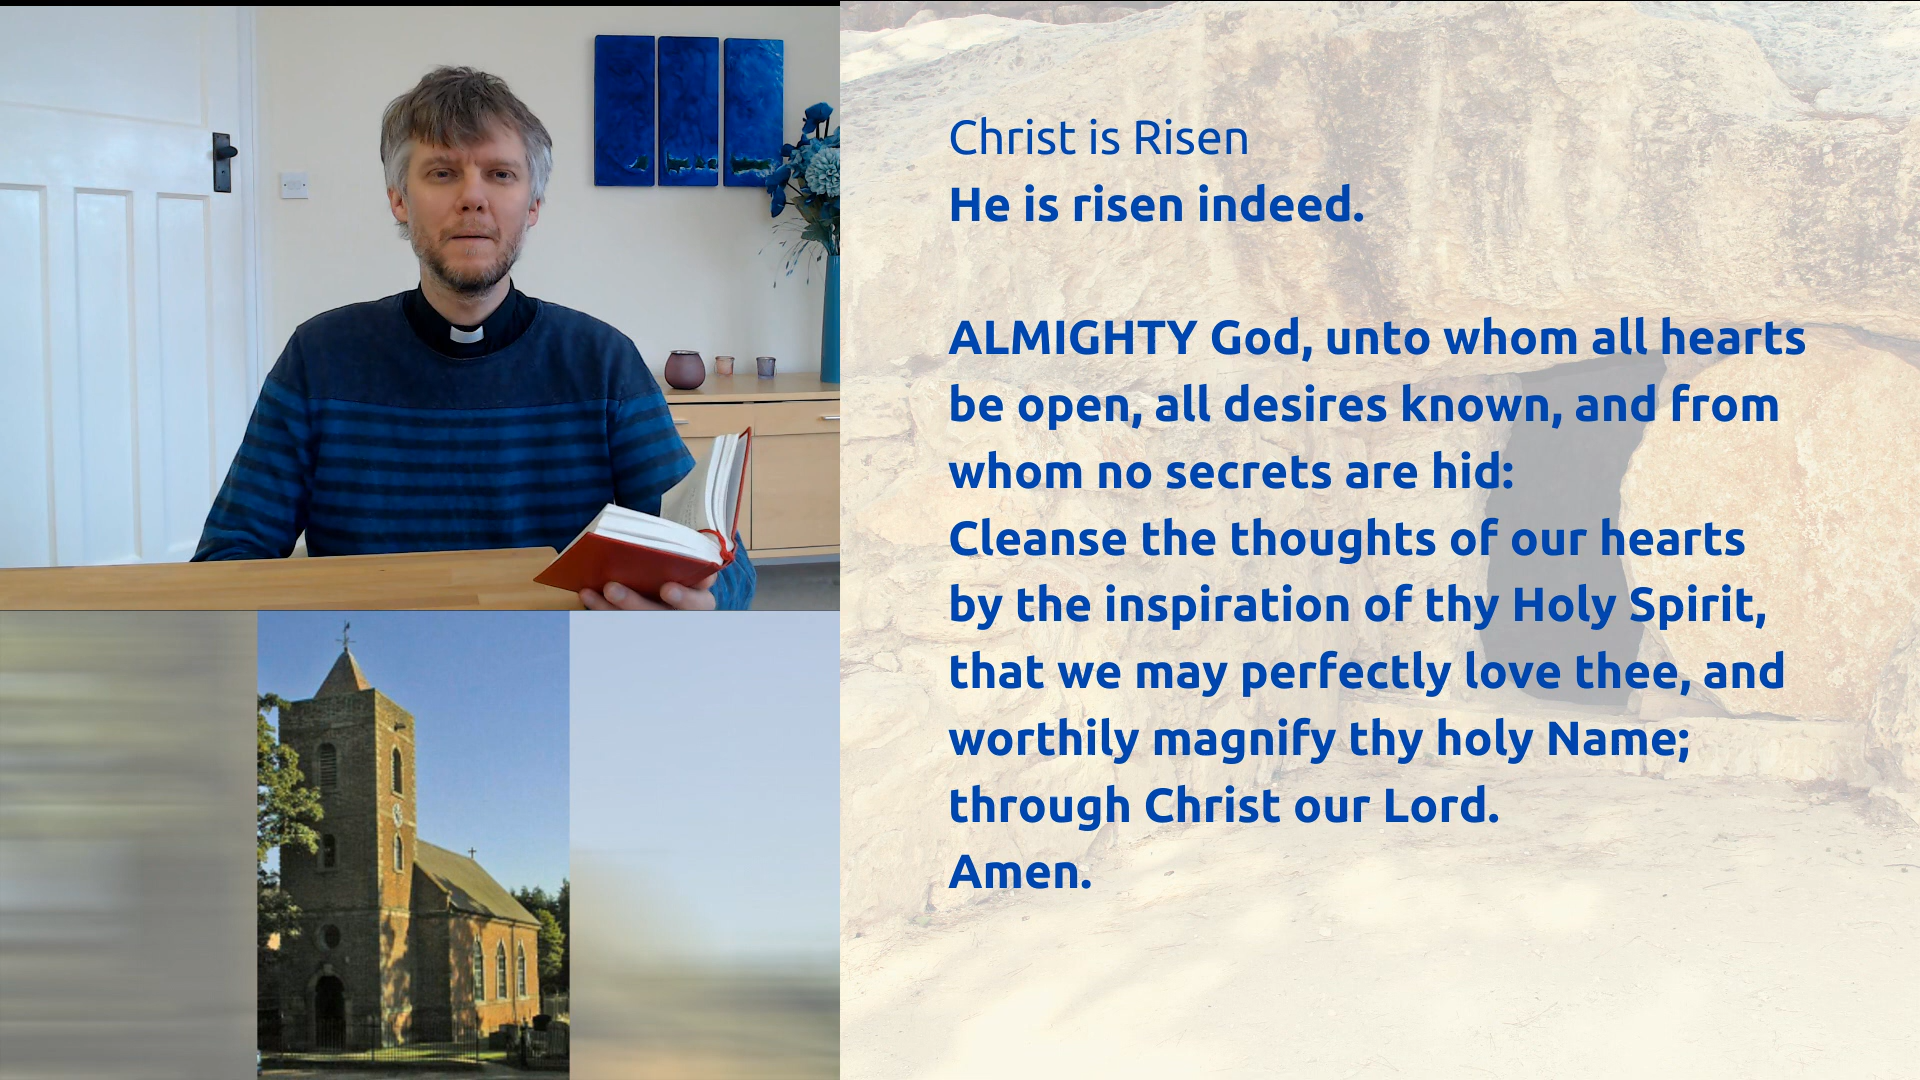 Christ is Risen
He is risen indeed.
ALMIGHTY God, unto whom all hearts
be open, all desires known, and from
whom no secrets are hid:
Cleanse the thoughts of our hearts
by the inspiration of thy Holy Spirit,
that we may perfectly love thee, and
worthily magnify thy holy Name;
through Christ our Lord.
Amen.